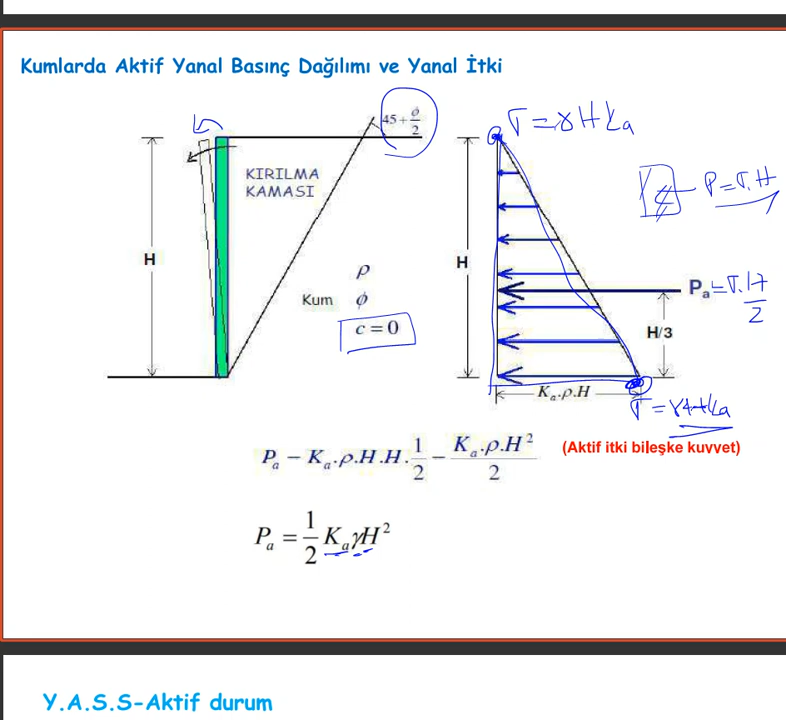 Kumlarda Aktif Yanal Basınç Dağılımı ve Yanal İtki
45 + ϕ/2
σ = γHKa
KIRILMA
KAMASI
P = σ.H
H
H
ρ
Kum ϕ
c = 0
Pa = σ.H/2
H/3
Ka.ρ.H
σ = γHKa
Pa = Ka.ρ.H.H.1/2 = Ka.ρ.H²/2
(Aktif itki bileşke kuvvet)
Pa = 1/2 KaγH²
Y.A.S.S-Aktif durum